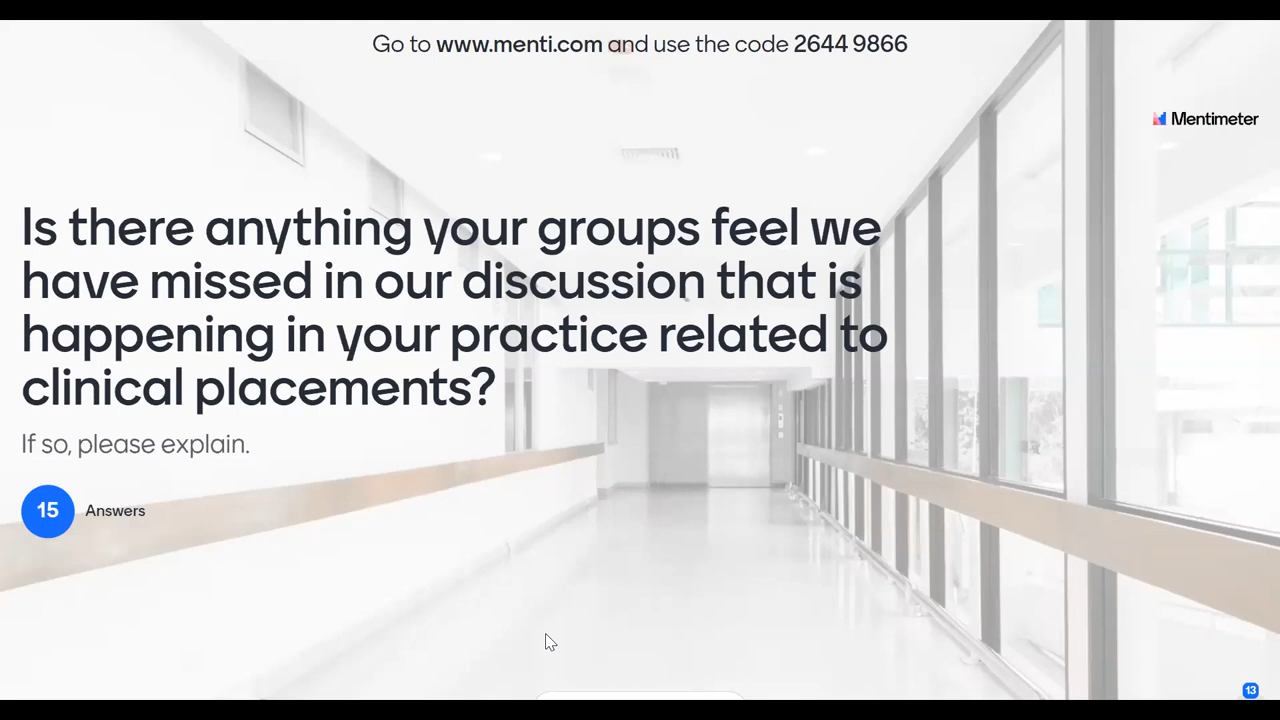 Go to www.menti.com and use the code 2644 9866
Mentimeter
Is there anything your groups feel we
have missed in our discussion that is
happening in your practice related to
clinical placements?
If so, please explain.
15 Answers
13